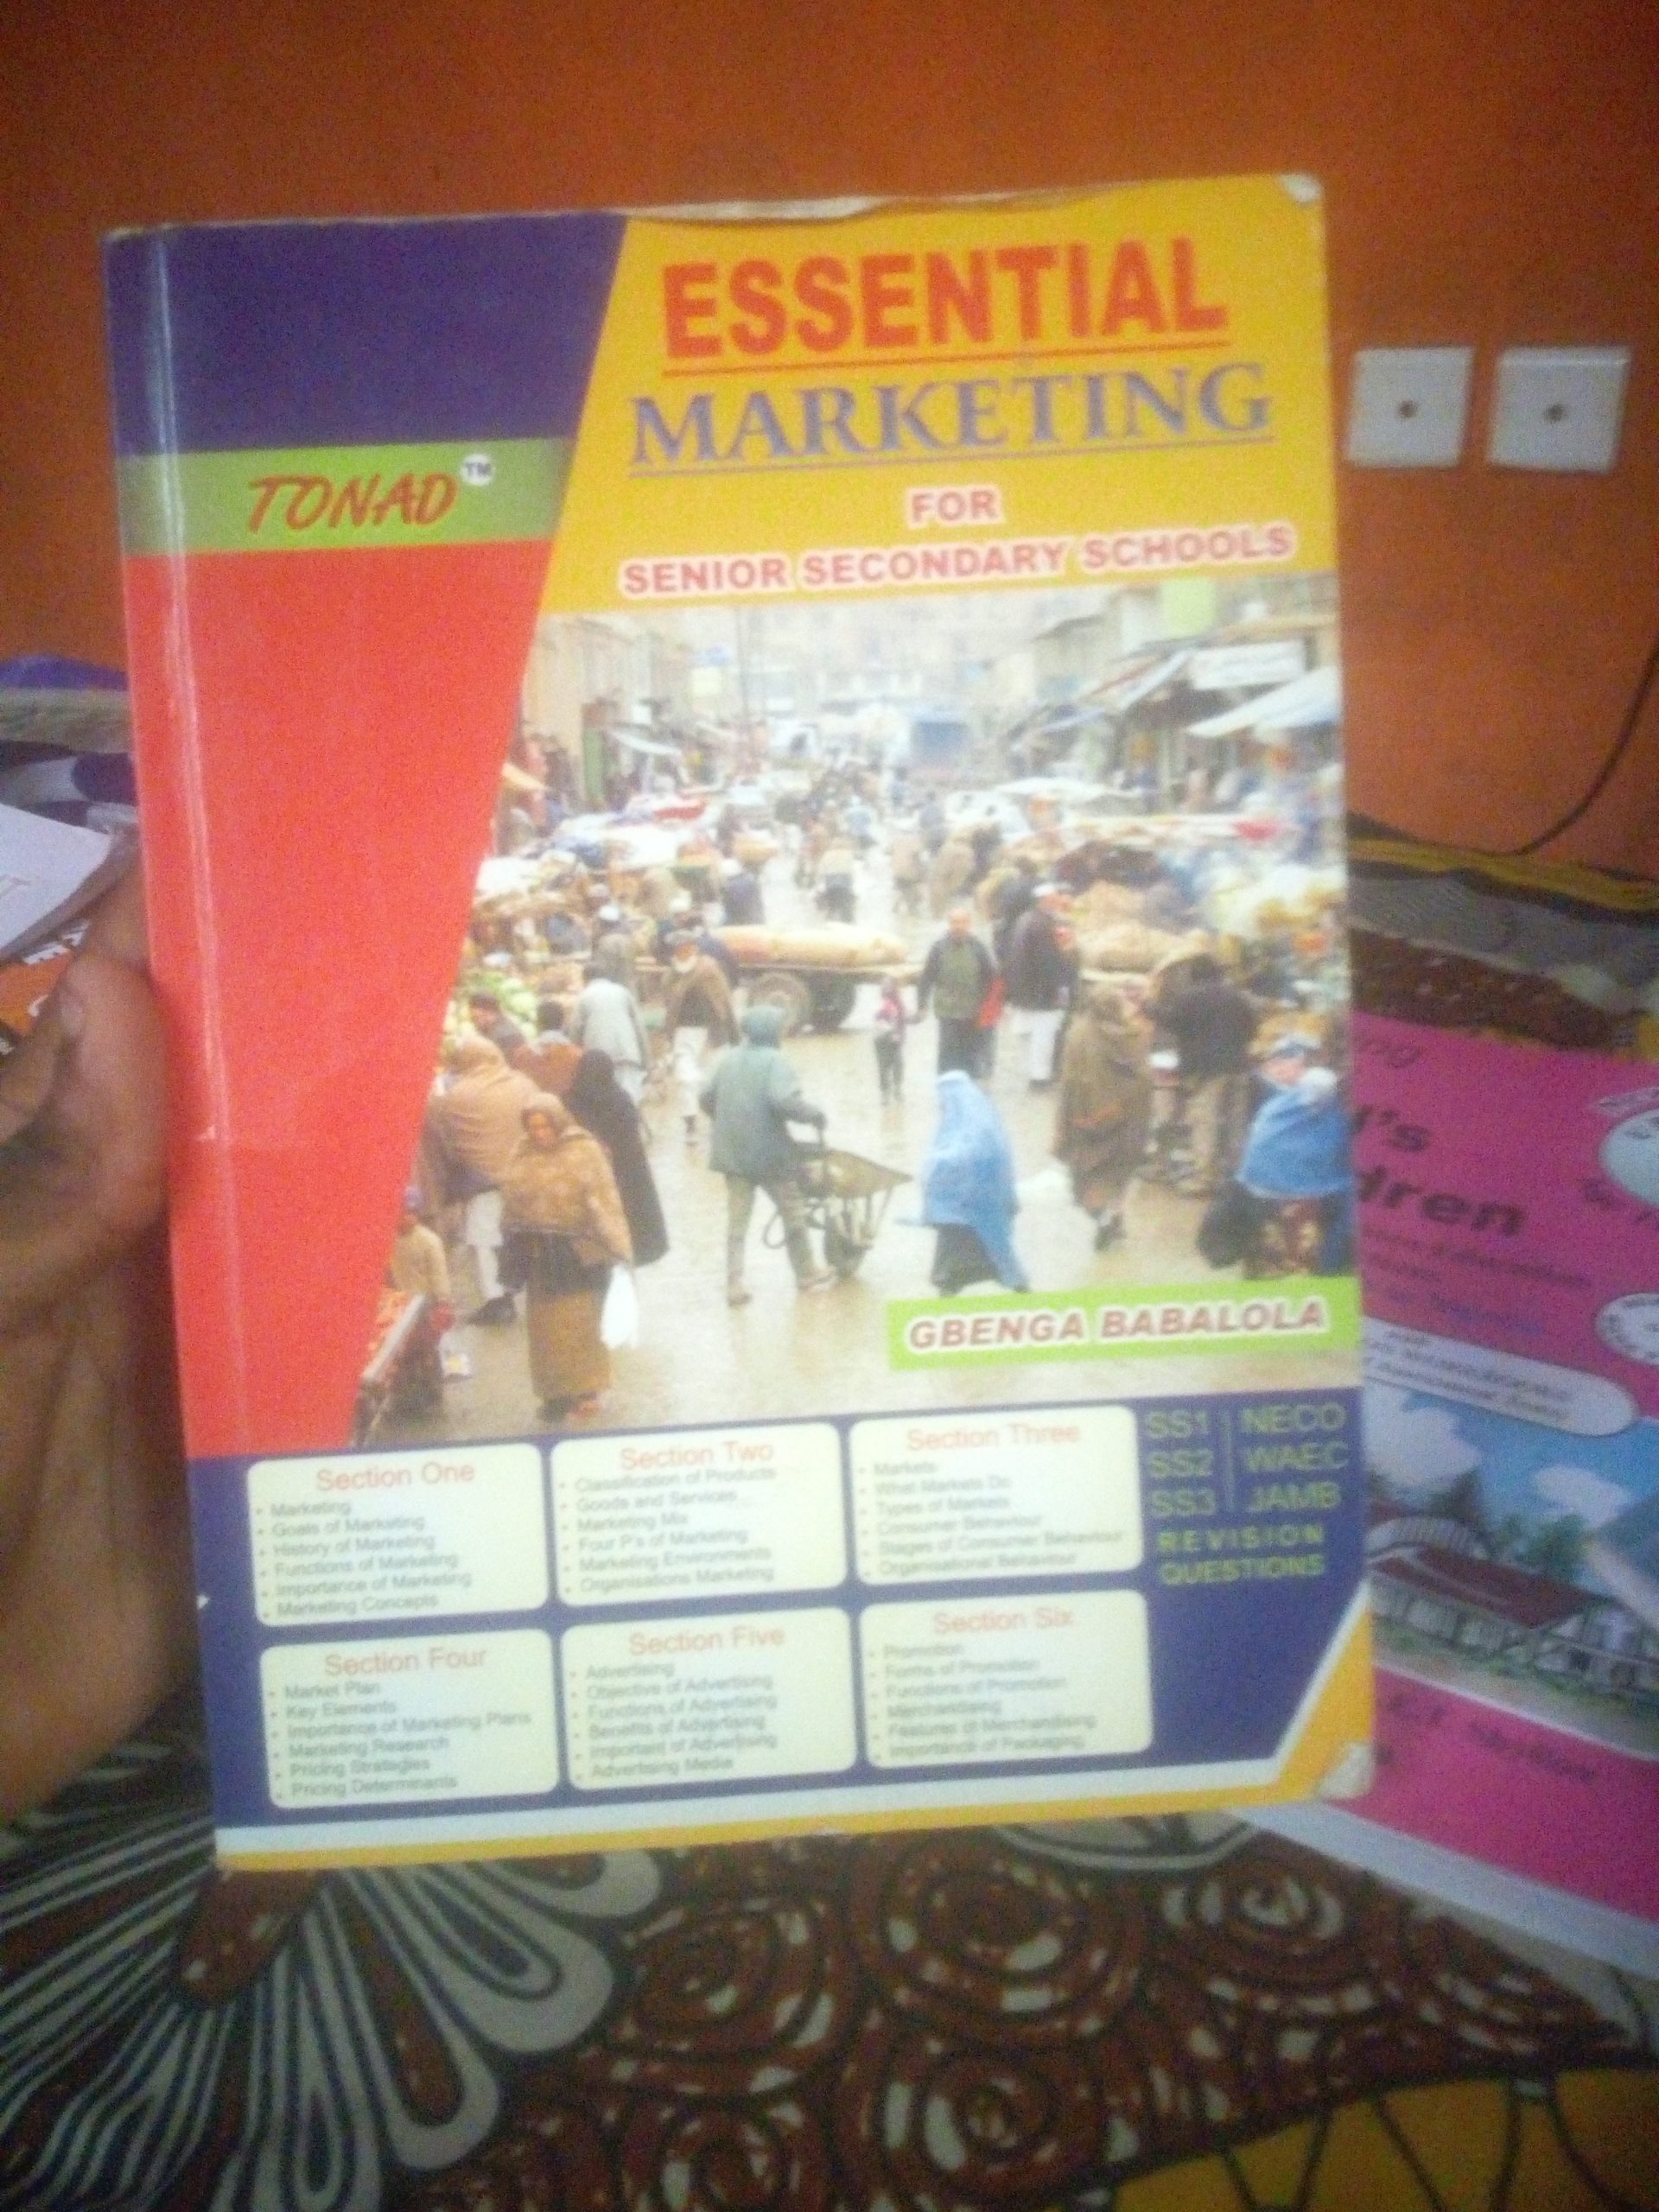 ESSENTIAL
MARKETING
FOR
SENIOR SECONDARY SCHOOLS
TONAD™
GBENGA BABALOLA
Section One
• Marketing
• Goals of Marketing
• History of Marketing
• Functions of Marketing
• Importance of Marketing
• Marketing Concepts
Section Two
• Classification of Products
• Goods and Services
• Marketing Mix
• Four P's of Marketing
• Marketing Environments
• Organisations Marketing
Section Three
• Markets
• What Markets Do
• Types of Markets
• Consumer Behaviour
• Stages of Consumer Behaviour
• Organisational Behaviour
SS1 NECO
SS2 WAEC
SS3 JAMB
REVISION
QUESTIONS
Section Four
• Market Plan
• Key Elements
• Importance of Marketing Plans
• Marketing Research
• Pricing Strategies
• Pricing Determinants
Section Five
• Advertising
• Objective of Advertising
• Functions of Advertising
• Benefits of Advertising
• Important of Advertising
• Advertising Media
Section Six
• Promotion
• Forms of Promotion
• Functions of Promotion
• Merchandising
• Features of Merchandising
• Importance of Packaging